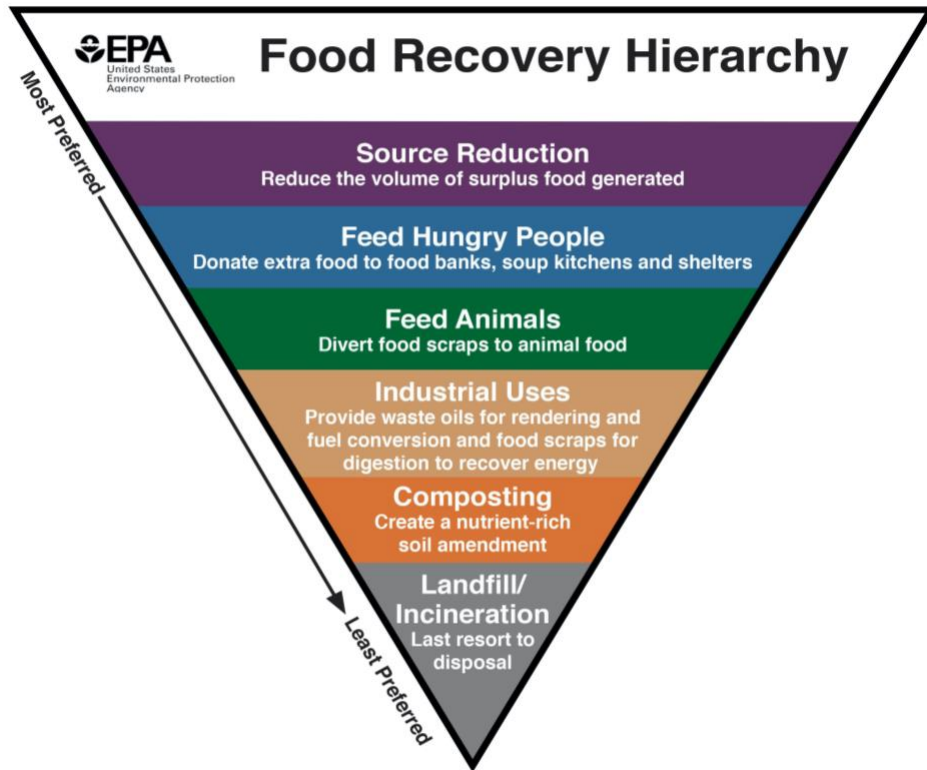 EPA
United States
Environmental Protection
Agency
Food Recovery Hierarchy
Most Preferred
Source Reduction
Reduce the volume of surplus food generated
Feed Hungry People
Donate extra food to food banks, soup kitchens and shelters
Feed Animals
Divert food scraps to animal food
Industrial Uses
Provide waste oils for rendering and
fuel conversion and food scraps for
digestion to recover energy
Composting
Create a nutrient-rich
soil amendment
Landfill/
Incineration
Last resort to
disposal
Least Preferred